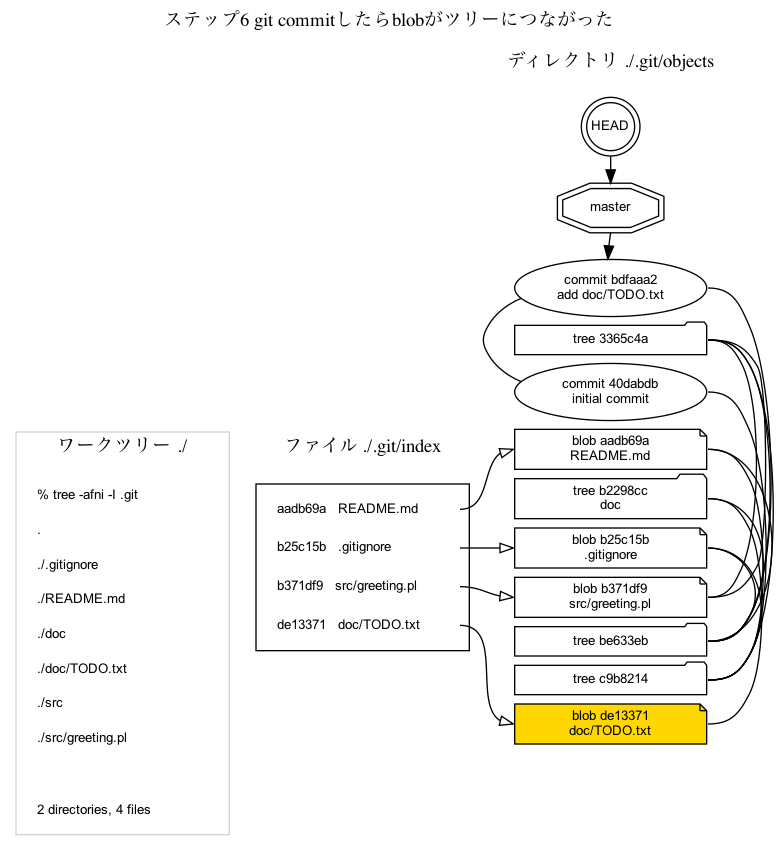 ステップ6 git commitしたらblobがツリーにつながった
ディレクトリ ./.git/objects
HEAD
master
commit bdfaaa2
add doc/TODO.txt
tree 3365c4a
commit 40dabdb
initial commit
blob aadb69a
README.md
tree b2298cc
doc
blob b25c15b
.gitignore
blob b371df9
src/greeting.pl
tree be633eb
tree c9b8214
blob de13371
doc/TODO.txt
ファイル ./.git/index
aadb69a README.md
b25c15b .gitignore
b371df9 src/greeting.pl
de13371 doc/TODO.txt
ワークツリー ./
% tree -afni -I .git
.
./.gitignore
./README.md
./doc
./doc/TODO.txt
./src
./src/greeting.pl
2 directories, 4 files